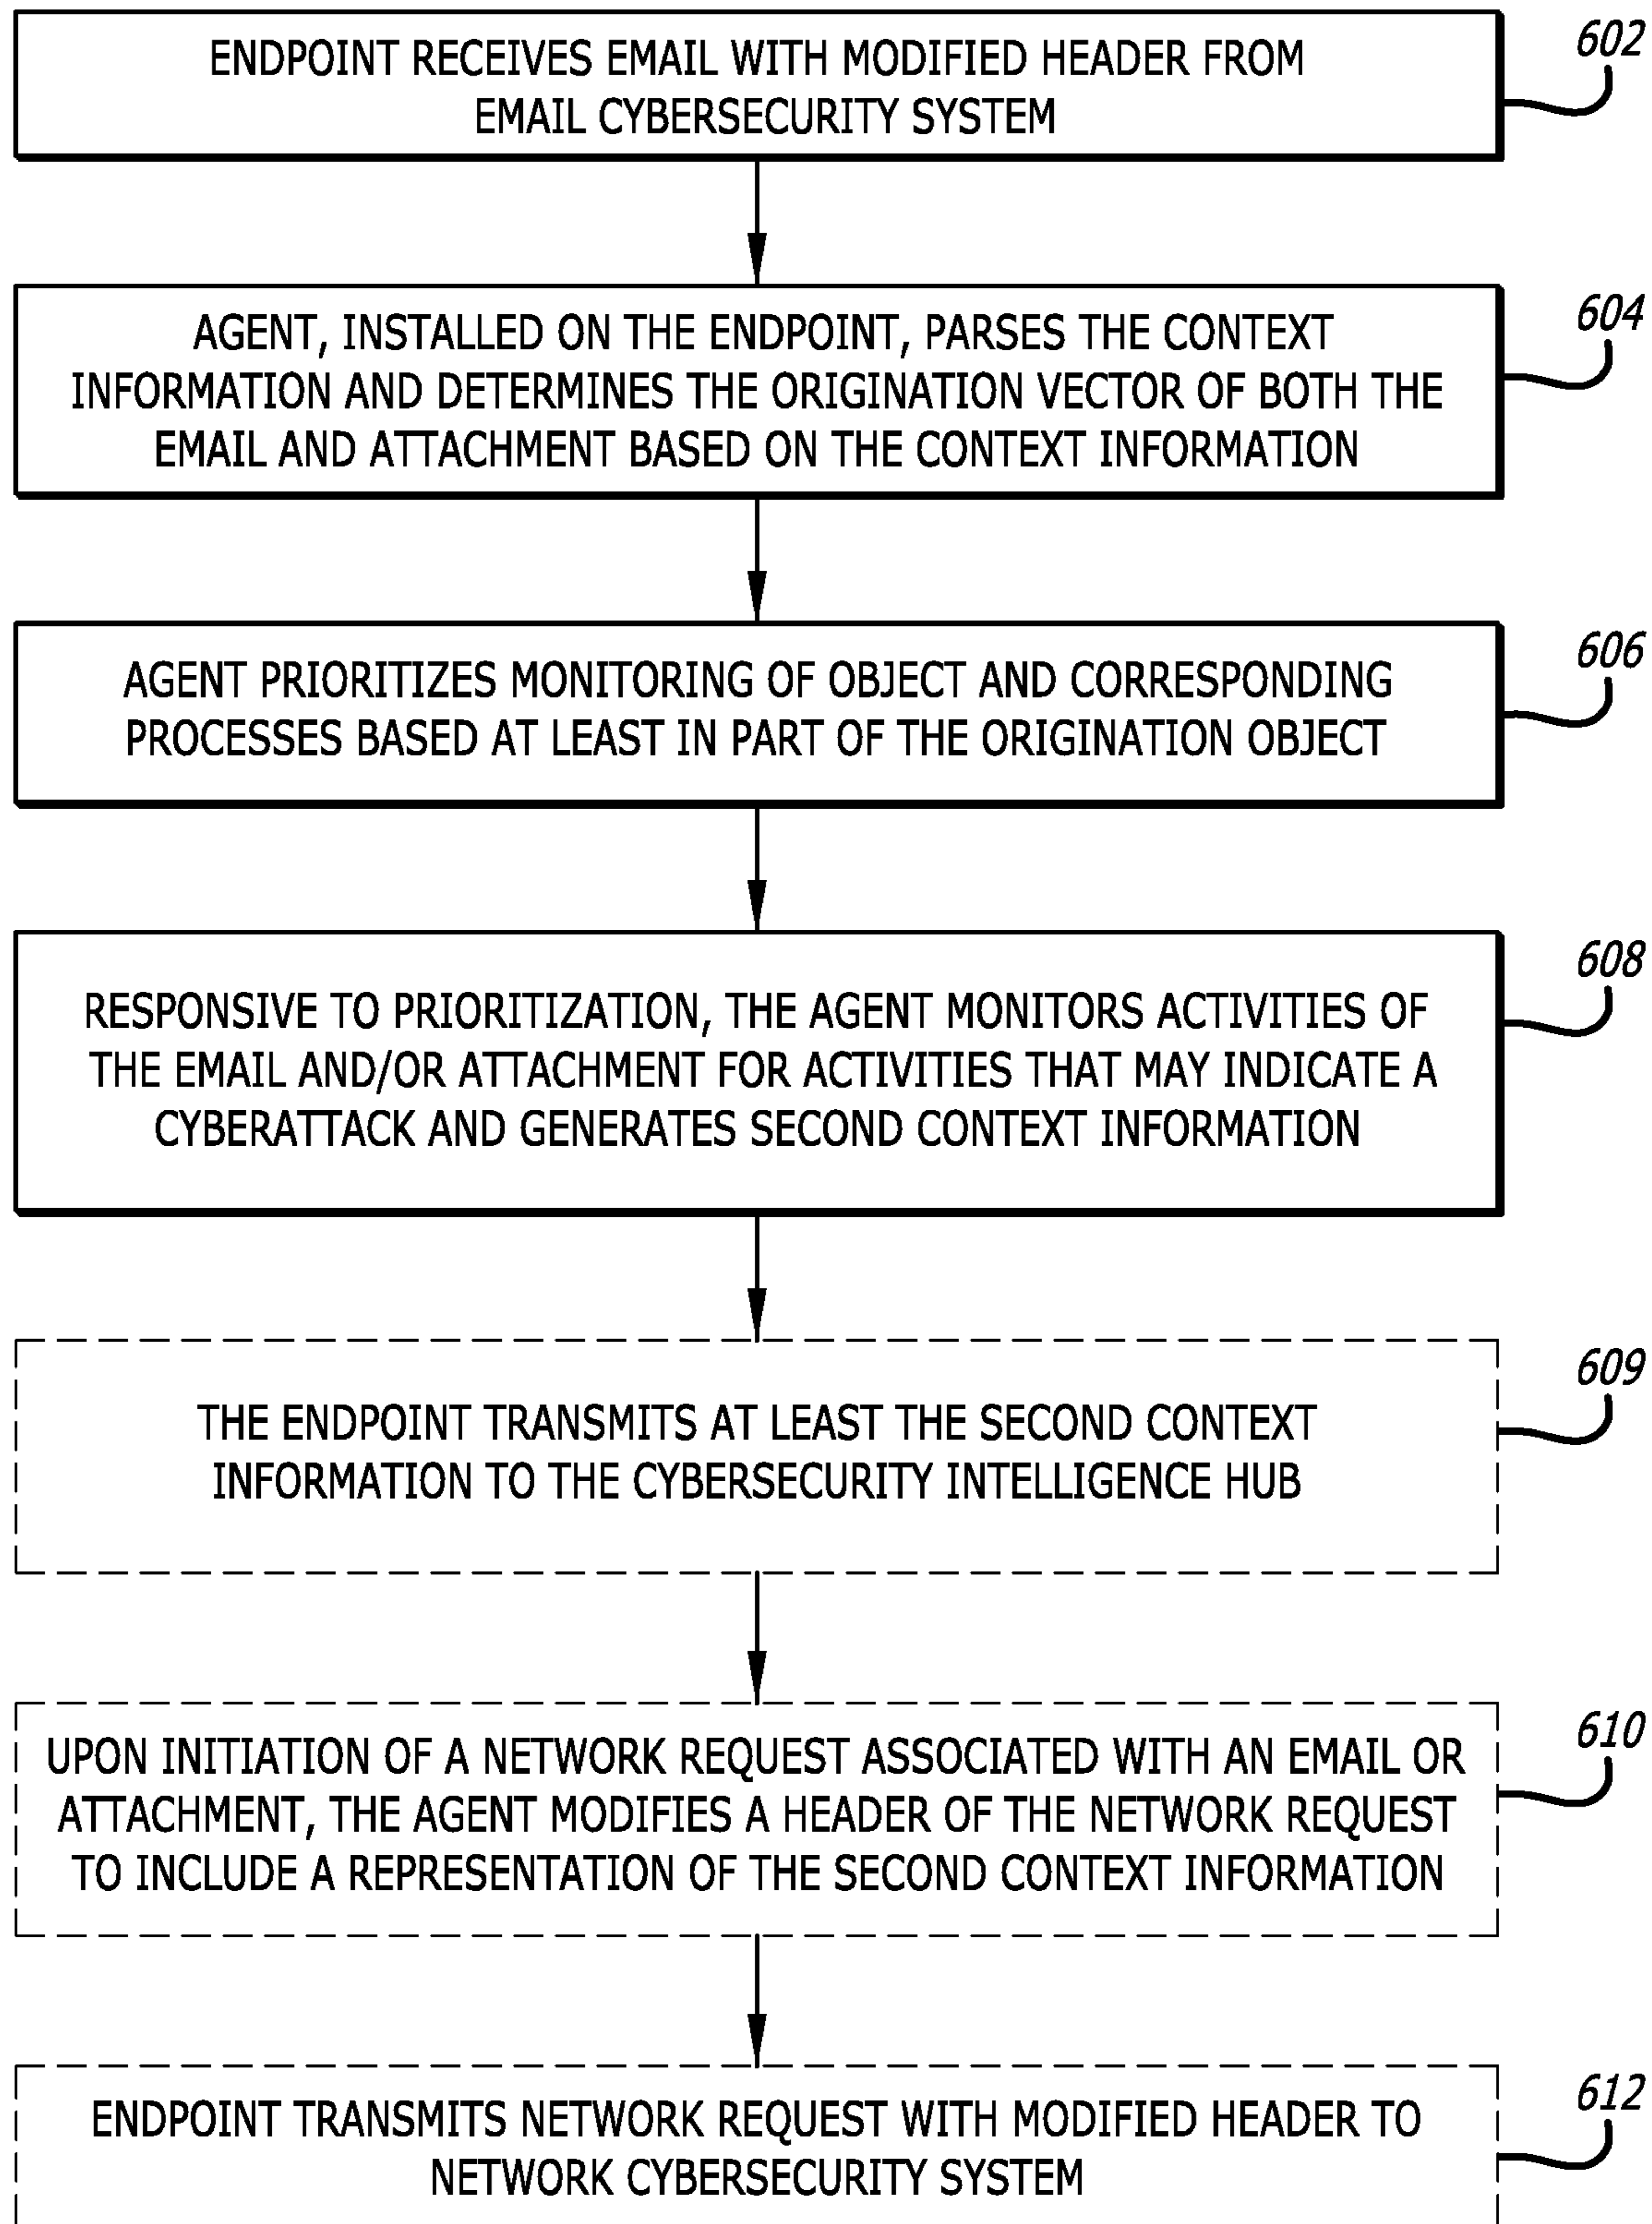 ENDPOINT RECEIVES EMAIL WITH MODIFIED HEADER FROM
EMAIL CYBERSECURITY SYSTEM
602
AGENT, INSTALLED ON THE ENDPOINT, PARSES THE CONTEXT
INFORMATION AND DETERMINES THE ORIGINATION VECTOR OF BOTH THE
EMAIL AND ATTACHMENT BASED ON THE CONTEXT INFORMATION
604
AGENT PRIORITIZES MONITORING OF OBJECT AND CORRESPONDING
PROCESSES BASED AT LEAST IN PART OF THE ORIGINATION OBJECT
606
RESPONSIVE TO PRIORITIZATION, THE AGENT MONITORS ACTIVITIES OF
THE EMAIL AND/OR ATTACHMENT FOR ACTIVITIES THAT MAY INDICATE A
CYBERATTACK AND GENERATES SECOND CONTEXT INFORMATION
608
THE ENDPOINT TRANSMITS AT LEAST THE SECOND CONTEXT
INFORMATION TO THE CYBERSECURITY INTELLIGENCE HUB
609
UPON INITIATION OF A NETWORK REQUEST ASSOCIATED WITH AN EMAIL OR
ATTACHMENT, THE AGENT MODIFIES A HEADER OF THE NETWORK REQUEST
TO INCLUDE A REPRESENTATION OF THE SECOND CONTEXT INFORMATION
610
ENDPOINT TRANSMITS NETWORK REQUEST WITH MODIFIED HEADER TO
NETWORK CYBERSECURITY SYSTEM
612